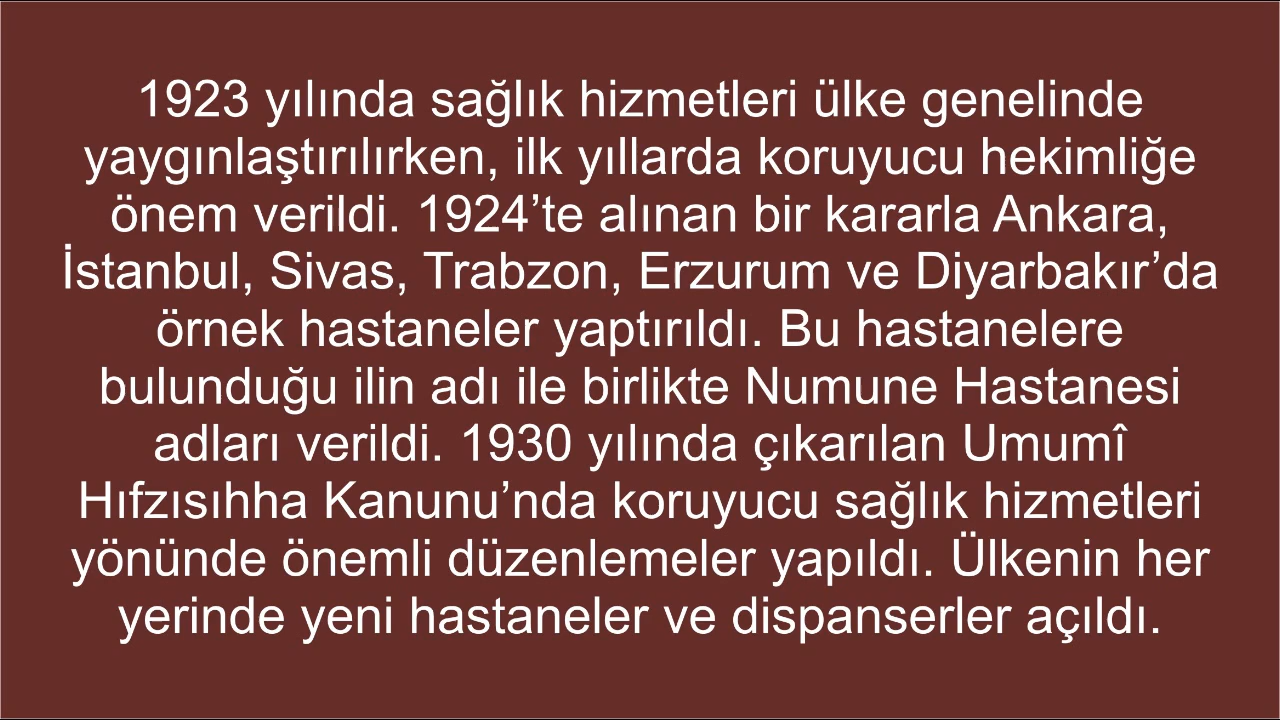 1923 yılında sağlık hizmetleri ülke genelinde
yaygınlaştırılırken, ilk yıllarda koruyucu hekimliğe
önem verildi. 1924’te alınan bir kararla Ankara,
İstanbul, Sivas, Trabzon, Erzurum ve Diyarbakır’da
örnek hastaneler yaptırıldı. Bu hastanelere
bulunduğu ilin adı ile birlikte Numune Hastanesi
adları verildi. 1930 yılında çıkarılan Umumî
Hıfzısıhha Kanunu’nda koruyucu sağlık hizmetleri
yönünde önemli düzenlemeler yapıldı. Ülkenin her
yerinde yeni hastaneler ve dispanserler açıldı.